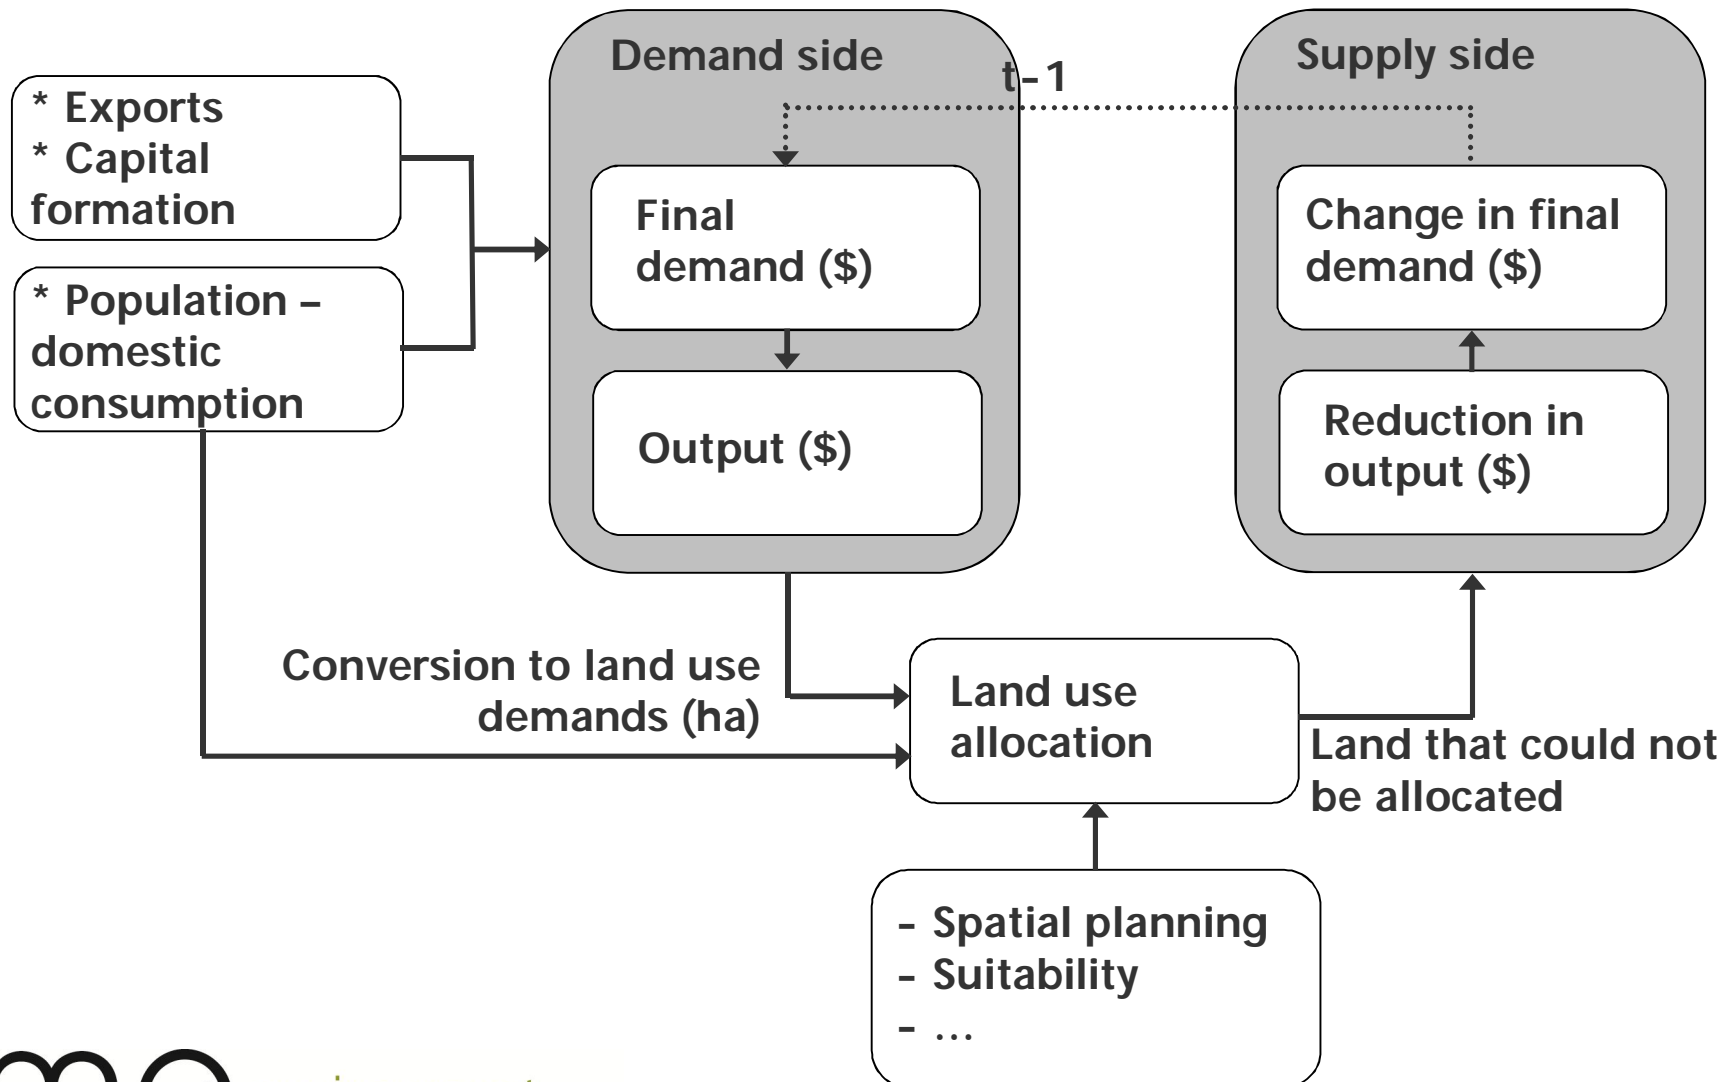 Demand side
Supply side
t-1
* Exports
* Capital
formation
* Population –
domestic
consumption
Final
demand ($)
Output ($)
Change in final
demand ($)
Reduction in
output ($)
Conversion to land use
demands (ha)
Land use
allocation
Land that could not
be allocated
- Spatial planning
- Suitability
- ...